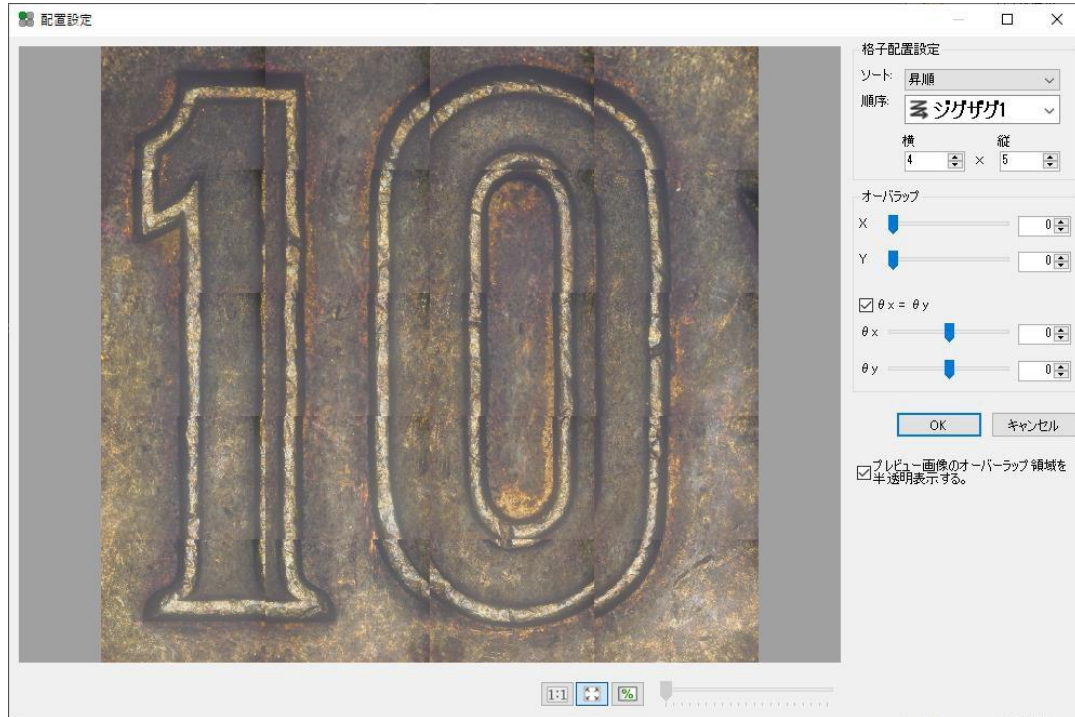 配置設定
10
格子配置設定
ソート: 昇順
順序: ジグザグ1
横 縦
4 × 5
オーバラップ
X 0
Y 0
θx = θy
θx 0
θy 0
OK キャンセル
プレビュー画像のオーバーラップ領域を
半透明表示する。
1:1 %